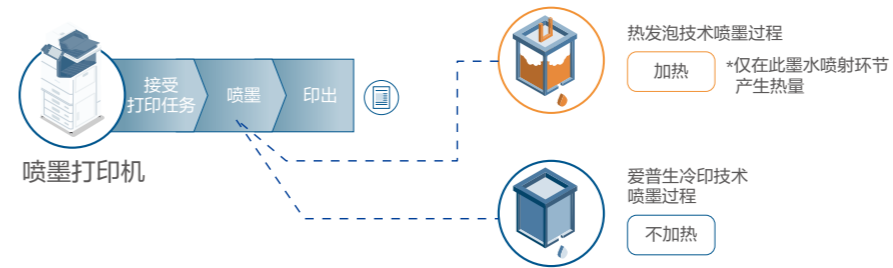 喷墨打印机
接受
打印任务
喷墨
印出
热发泡技术喷墨过程
加热
*仅在此墨水喷射环节
产生热量
爱普生冷印技术
喷墨过程
不加热